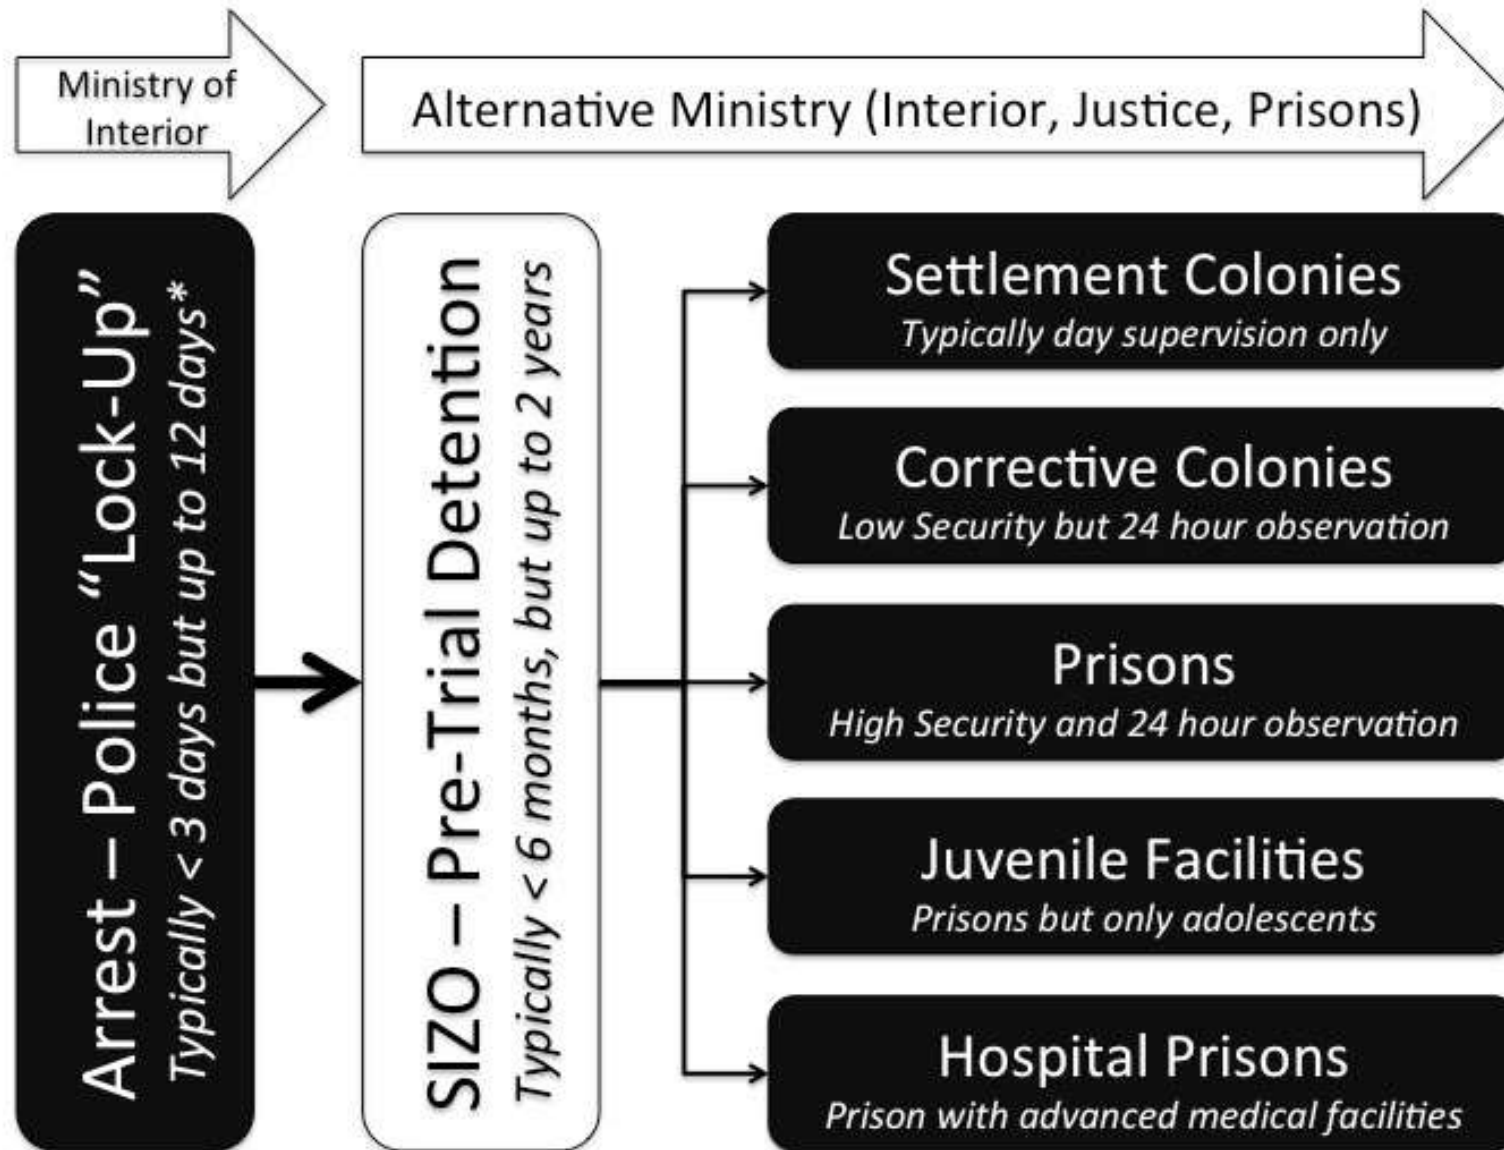 Ministry of
Interior
Alternative Ministry (Interior, Justice, Prisons)
Arrest – Police “Lock-Up”
Typically < 3 days but up to 12 days*
SIZO – Pre-Trial Detention
Typically < 6 months, but up to 2 years
Settlement Colonies
Typically day supervision only
Corrective Colonies
Low Security but 24 hour observation
Prisons
High Security and 24 hour observation
Juvenile Facilities
Prisons but only adolescents
Hospital Prisons
Prison with advanced medical facilities